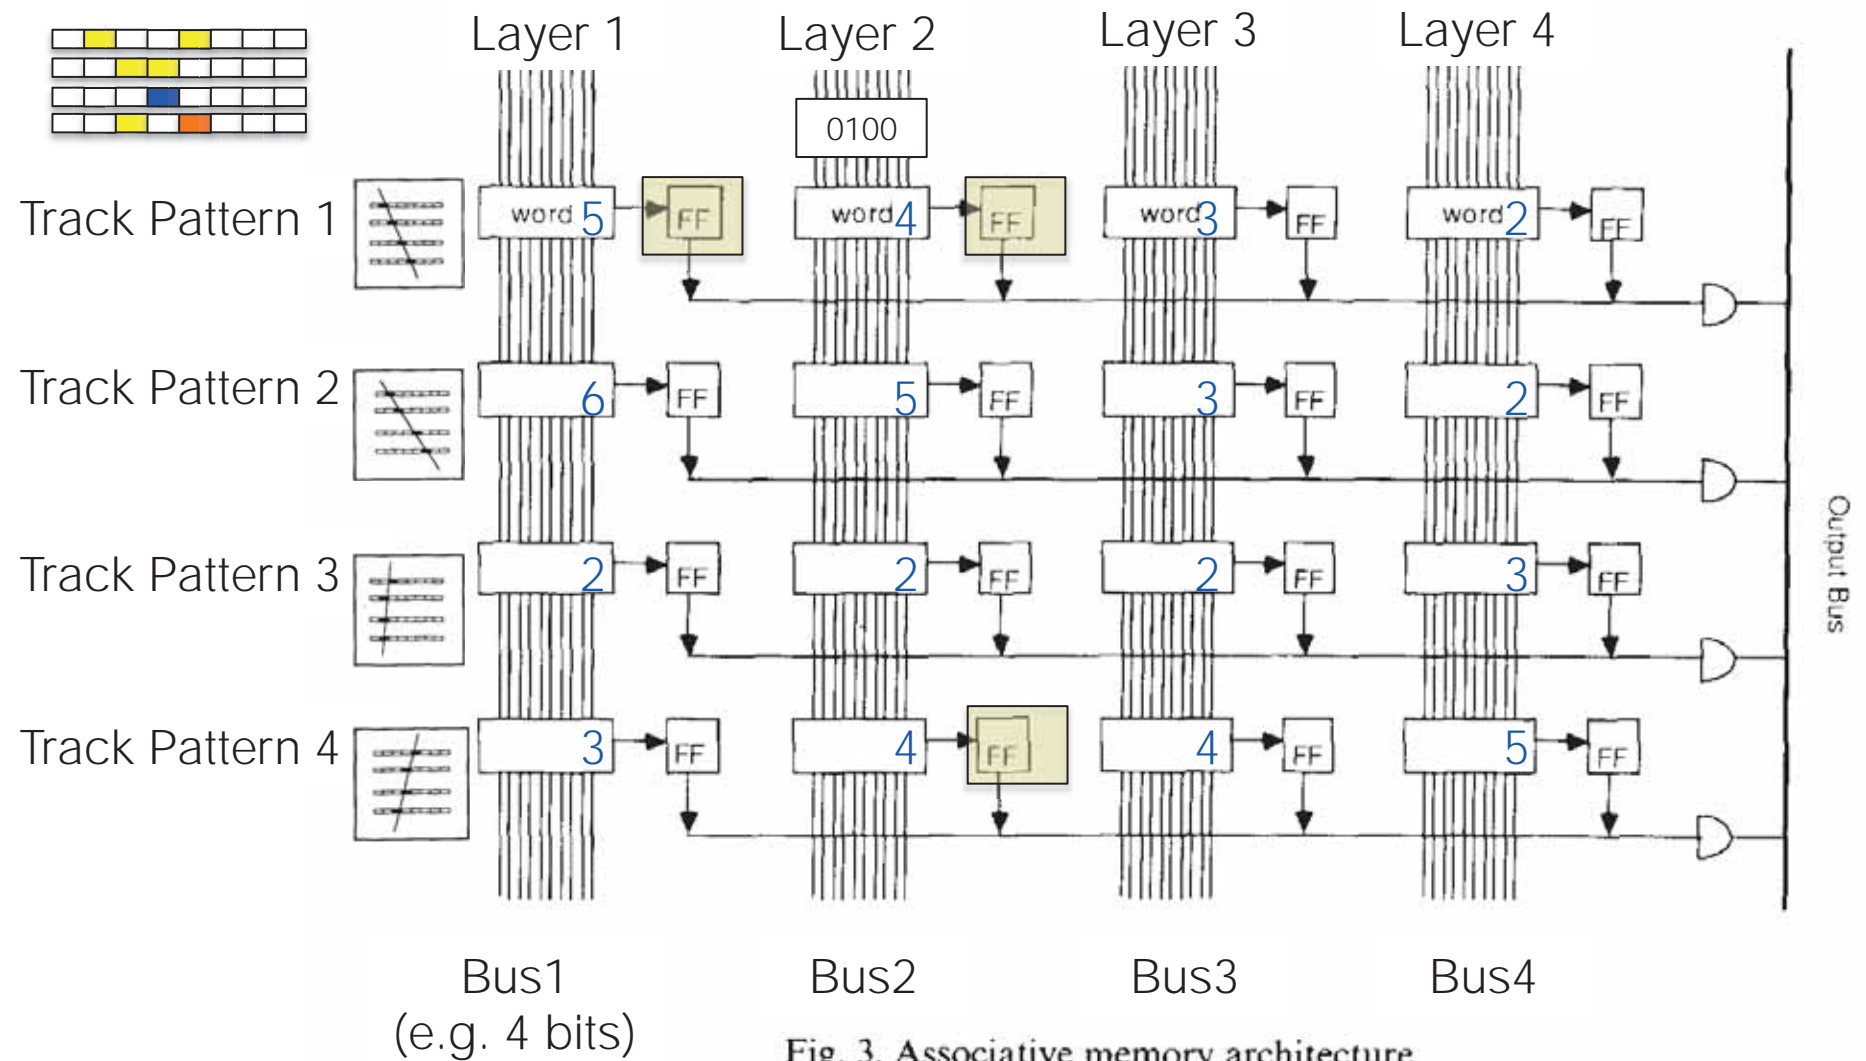 Layer 1 Layer 2 Layer 3 Layer 4
0100
Track Pattern 1 word 5 FF word 4 FF word 3 FF word 2 FF
Track Pattern 2 6 FF 5 FF 3 FF 2 FF
Track Pattern 3 2 FF 2 FF 2 FF 3 FF
Track Pattern 4 3 FF 4 FF 4 FF 5 FF
Output Bus
Bus1 Bus2 Bus3 Bus4
(e.g. 4 bits)
Fig. 3. Associative memory architecture